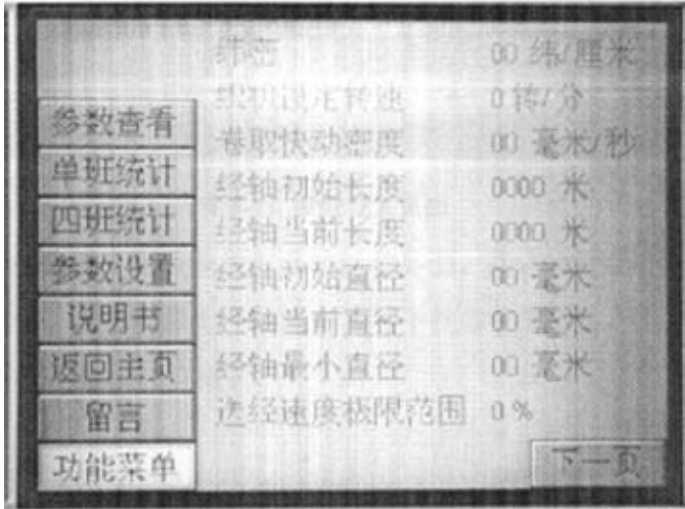 纬密 00 纬/厘米
织机设定转速 0 转/分
卷取快动密度 00 毫米/秒
经轴初始长度 0000 米
经轴当前长度 0000 米
经轴初始直径 00 毫米
经轴当前直径 00 毫米
经轴最小直径 00 毫米
送经速度极限范围 0 %
参数查看
单班统计
四班统计
参数设置
说明书
返回主页
留言
功能菜单
下一页